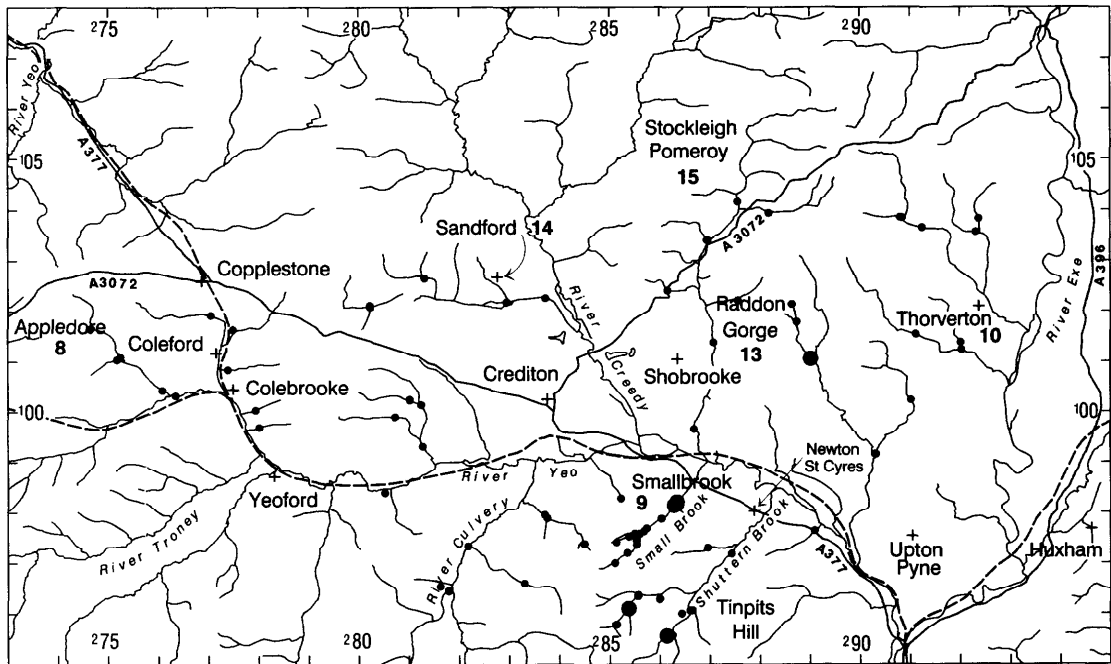 275
280
285
290
River Yeo
A377
105
Stockleigh
Pomeroy
15
105
Sandford
14
A3072
A396
Copplestone
A3072
River
Creedy
Raddon
Gorge
13
River Exe
Appledore
8
Coleford
Thorverton
10
Crediton
Shobrooke
Colebrooke
100
100
Newton
St Cyres
River
Yeo
Smallbrook
9
Yeoford
River Culvery
Small Brook
Shuttern Brook
River Troney
A377
Upton
Pyne
Huxham
Tinpits
Hill
275
280
285
290